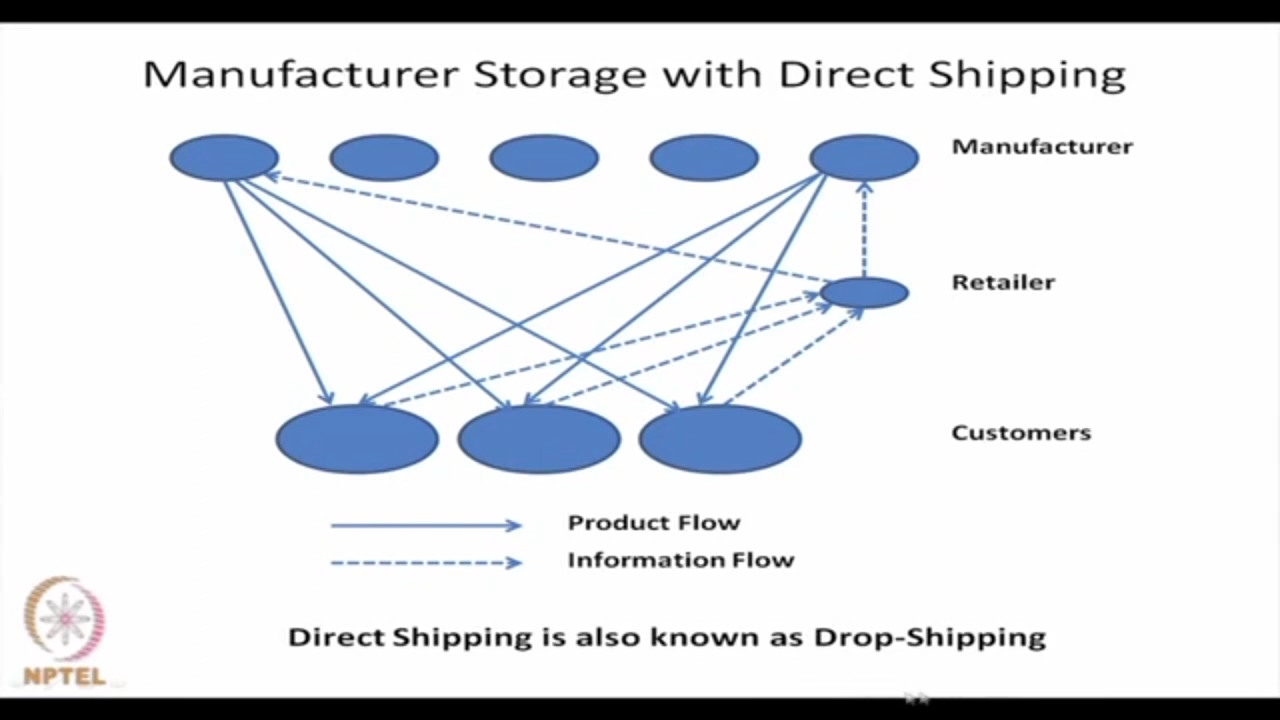 Manufacturer Storage with Direct Shipping
Manufacturer
Retailer
Customers
Product Flow
Information Flow
Direct Shipping is also known as Drop-Shipping
NPTEL